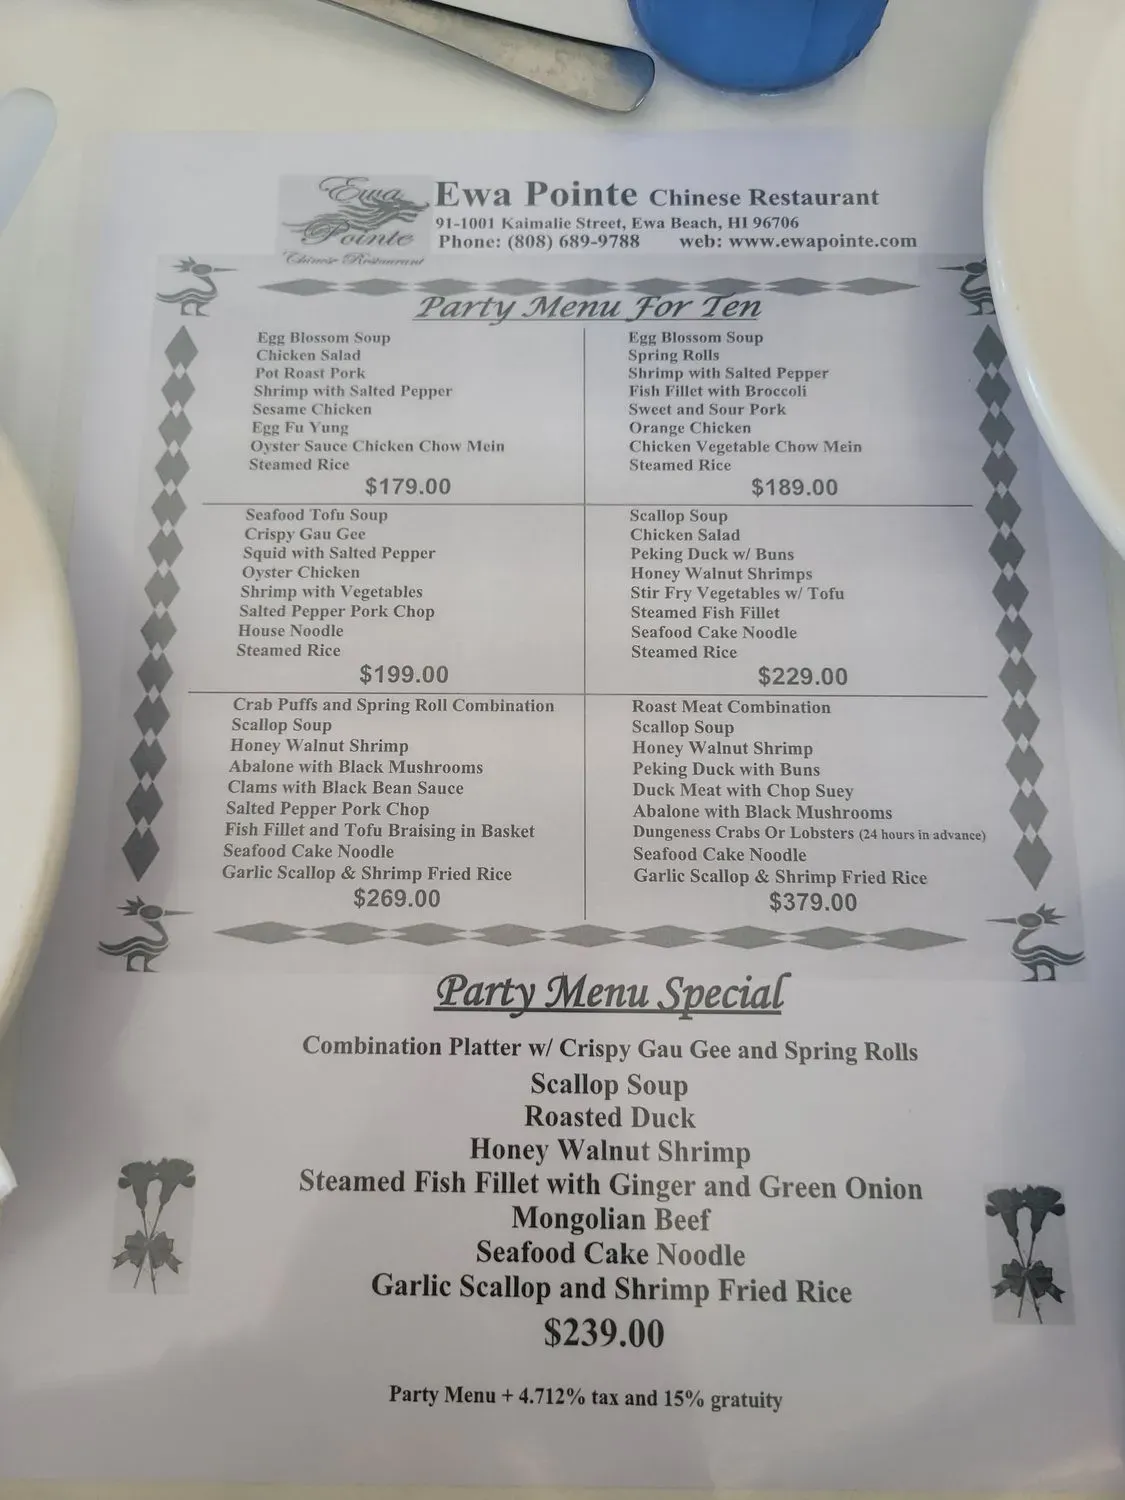 Ewa
Pointe
Chinese Restaurant
Ewa Pointe Chinese Restaurant
91-1001 Kaimalie Street, Ewa Beach, HI 96706
Phone: (808) 689-9788 web: www.ewapointe.com
Party Menu For Ten
Egg Blossom Soup
Chicken Salad
Pot Roast Pork
Shrimp with Salted Pepper
Sesame Chicken
Egg Fu Yung
Oyster Sauce Chicken Chow Mein
Steamed Rice
$179.00
Egg Blossom Soup
Spring Rolls
Shrimp with Salted Pepper
Fish Fillet with Broccoli
Sweet and Sour Pork
Orange Chicken
Chicken Vegetable Chow Mein
Steamed Rice
$189.00
Seafood Tofu Soup
Crispy Gau Gee
Squid with Salted Pepper
Oyster Chicken
Shrimp with Vegetables
Salted Pepper Pork Chop
House Noodle
Steamed Rice
$199.00
Scallop Soup
Chicken Salad
Peking Duck w/ Buns
Honey Walnut Shrimps
Stir Fry Vegetables w/ Tofu
Steamed Fish Fillet
Seafood Cake Noodle
Steamed Rice
$229.00
Crab Puffs and Spring Roll Combination
Scallop Soup
Honey Walnut Shrimp
Abalone with Black Mushrooms
Clams with Black Bean Sauce
Salted Pepper Pork Chop
Fish Fillet and Tofu Braising in Basket
Seafood Cake Noodle
Garlic Scallop & Shrimp Fried Rice
$269.00
Roast Meat Combination
Scallop Soup
Honey Walnut Shrimp
Peking Duck with Buns
Duck Meat with Chop Suey
Abalone with Black Mushrooms
Dungeness Crabs Or Lobsters (24 hours in advance)
Seafood Cake Noodle
Garlic Scallop & Shrimp Fried Rice
$379.00
Party Menu Special
Combination Platter w/ Crispy Gau Gee and Spring Rolls
Scallop Soup
Roasted Duck
Honey Walnut Shrimp
Steamed Fish Fillet with Ginger and Green Onion
Mongolian Beef
Seafood Cake Noodle
Garlic Scallop and Shrimp Fried Rice
$239.00
Party Menu + 4.712% tax and 15% gratuity